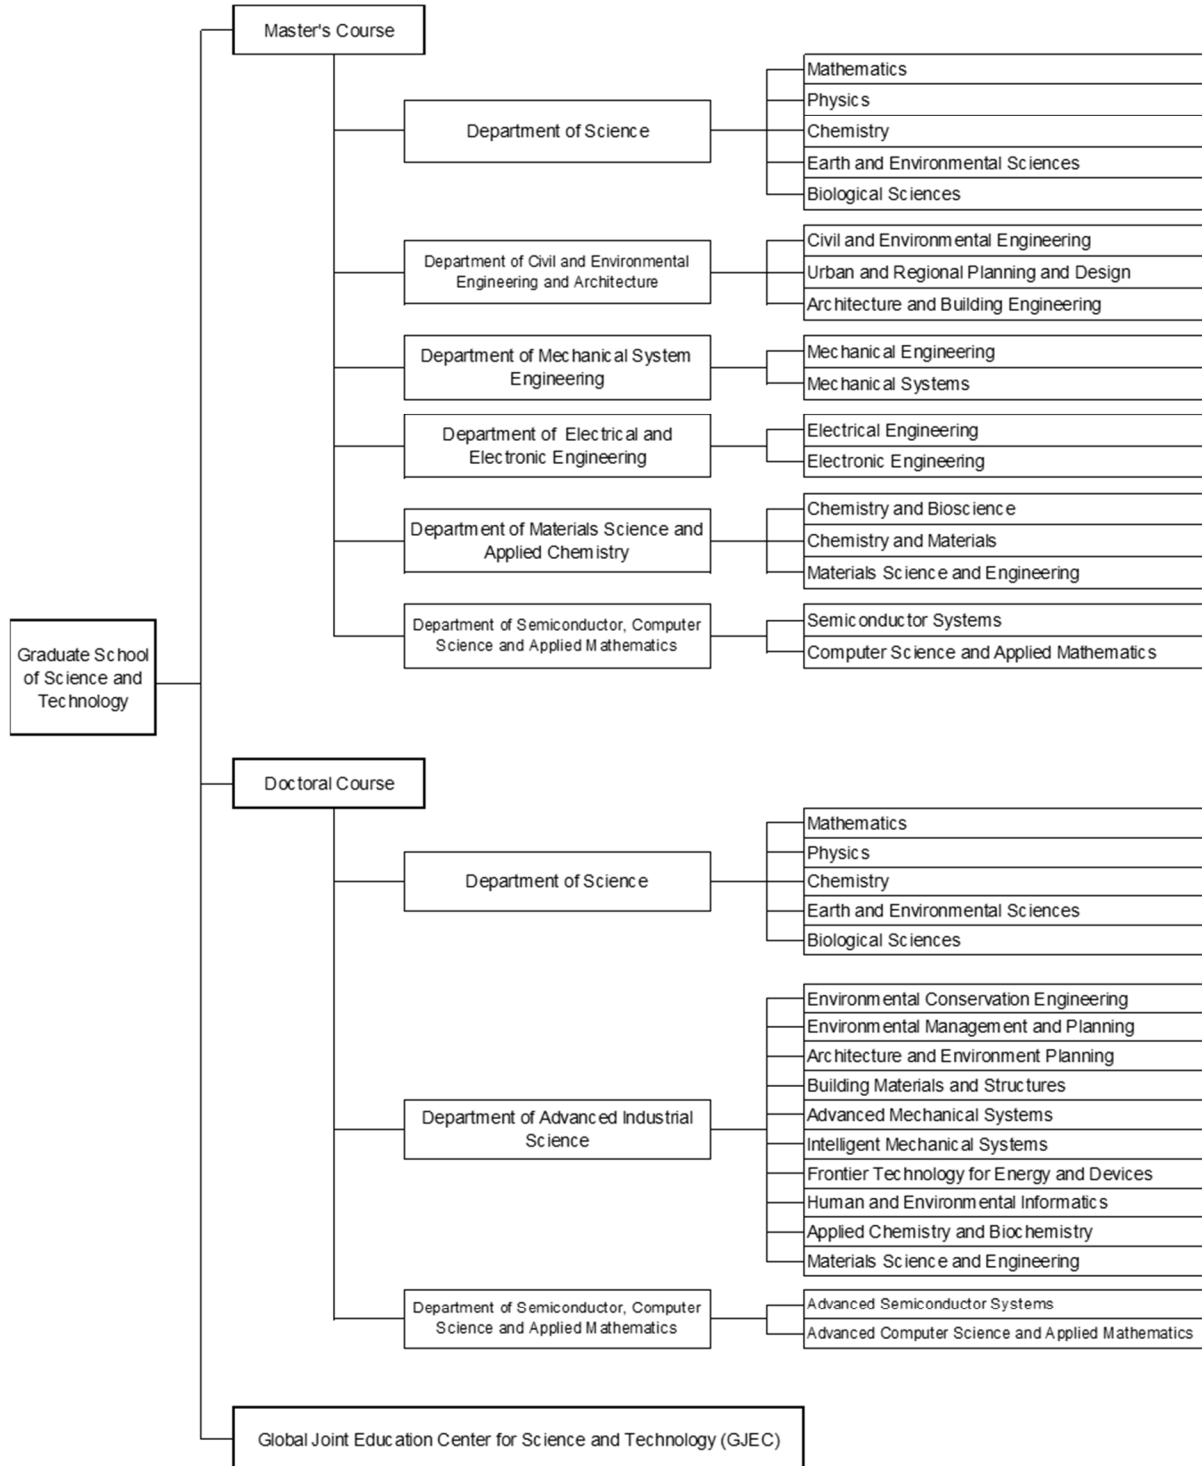 Master's Course
Department of Science
Mathematics
Physics
Chemistry
Earth and Environmental Sciences
Biological Sciences
Department of Civil and Environmental
Engineering and Architecture
Civil and Environmental Engineering
Urban and Regional Planning and Design
Architecture and Building Engineering
Department of Mechanical System
Engineering
Mechanical Engineering
Mechanical Systems
Department of Electrical and
Electronic Engineering
Electrical Engineering
Electronic Engineering
Department of Materials Science and
Applied Chemistry
Chemistry and Bioscience
Chemistry and Materials
Materials Science and Engineering
Department of Semiconductor, Computer
Science and Applied Mathematics
Semiconductor Systems
Computer Science and Applied Mathematics
Graduate School
of Science and
Technology
Doctoral Course
Department of Science
Mathematics
Physics
Chemistry
Earth and Environmental Sciences
Biological Sciences
Department of Advanced Industrial
Science
Environmental Conservation Engineering
Environmental Management and Planning
Architecture and Environment Planning
Building Materials and Structures
Advanced Mechanical Systems
Intelligent Mechanical Systems
Frontier Technology for Energy and Devices
Human and Environmental Informatics
Applied Chemistry and Biochemistry
Materials Science and Engineering
Department of Semiconductor, Computer
Science and Applied Mathematics
Advanced Semiconductor Systems
Advanced Computer Science and Applied Mathematics
Global Joint Education Center for Science and Technology (GJEC)